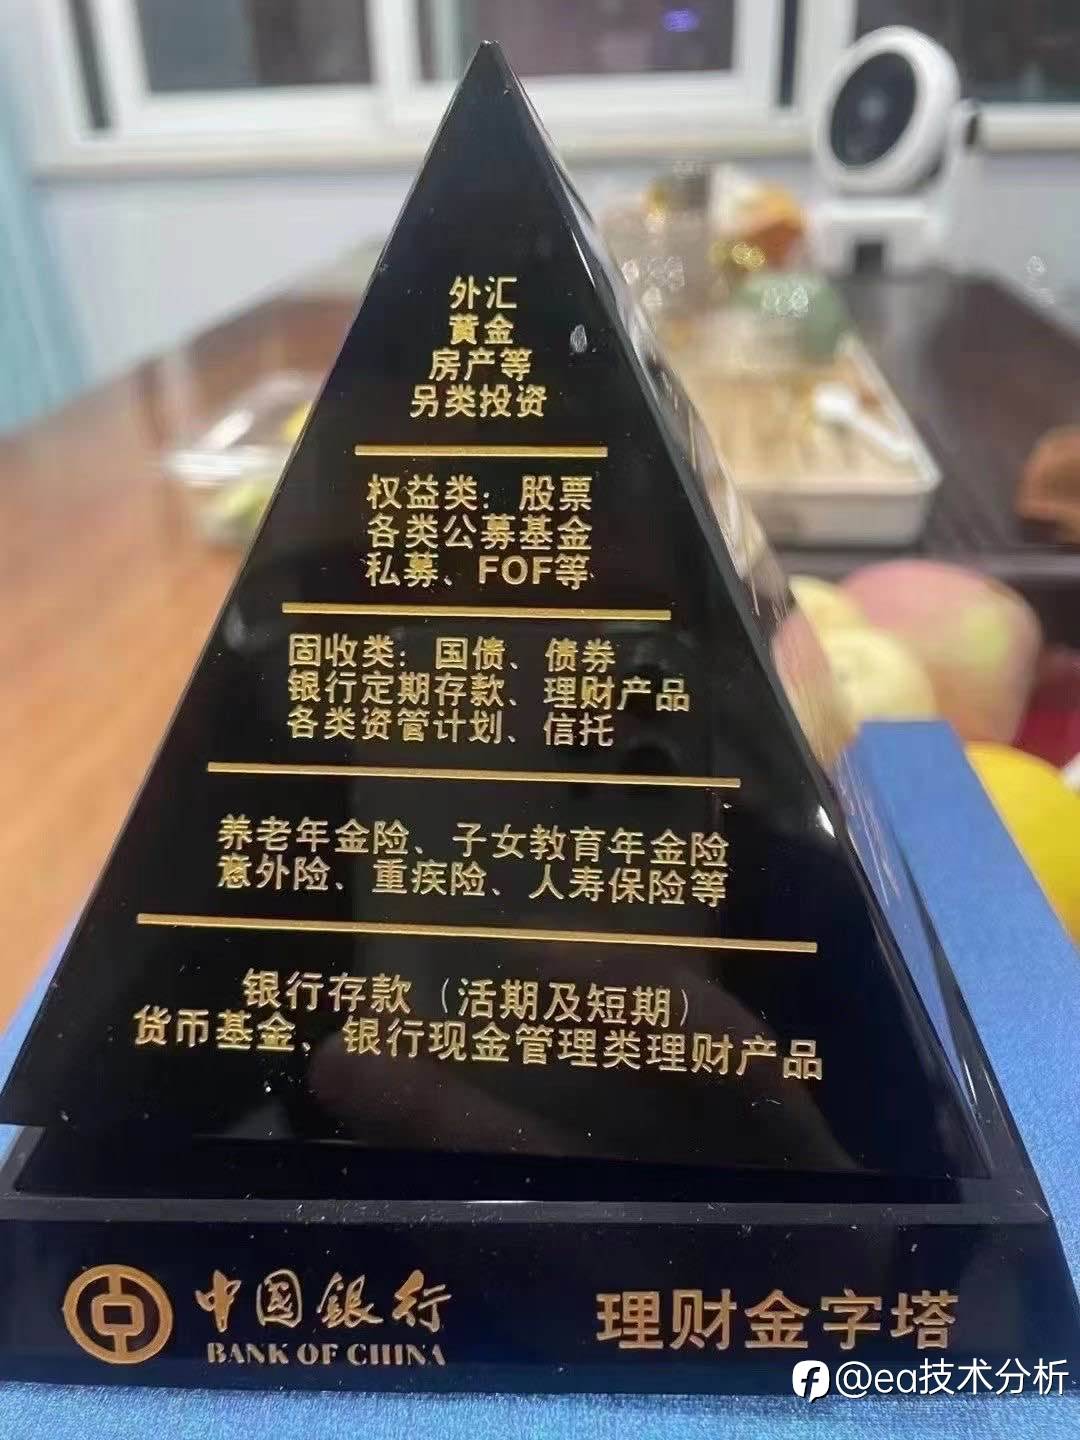 外汇
黄金
房产等
另类投资
权益类：股票
各类公募基金
私募、FOF等
固收类：国债、债券
银行定期存款、理财产品
各类资管计划、信托
养老年金险、子女教育年金险
意外险、重疾险、人寿保险等
银行存款（活期及短期）
货币基金、银行现金管理类理财产品
中国銀行
BANK OF CHINA
理财金字塔
@ea技术分析